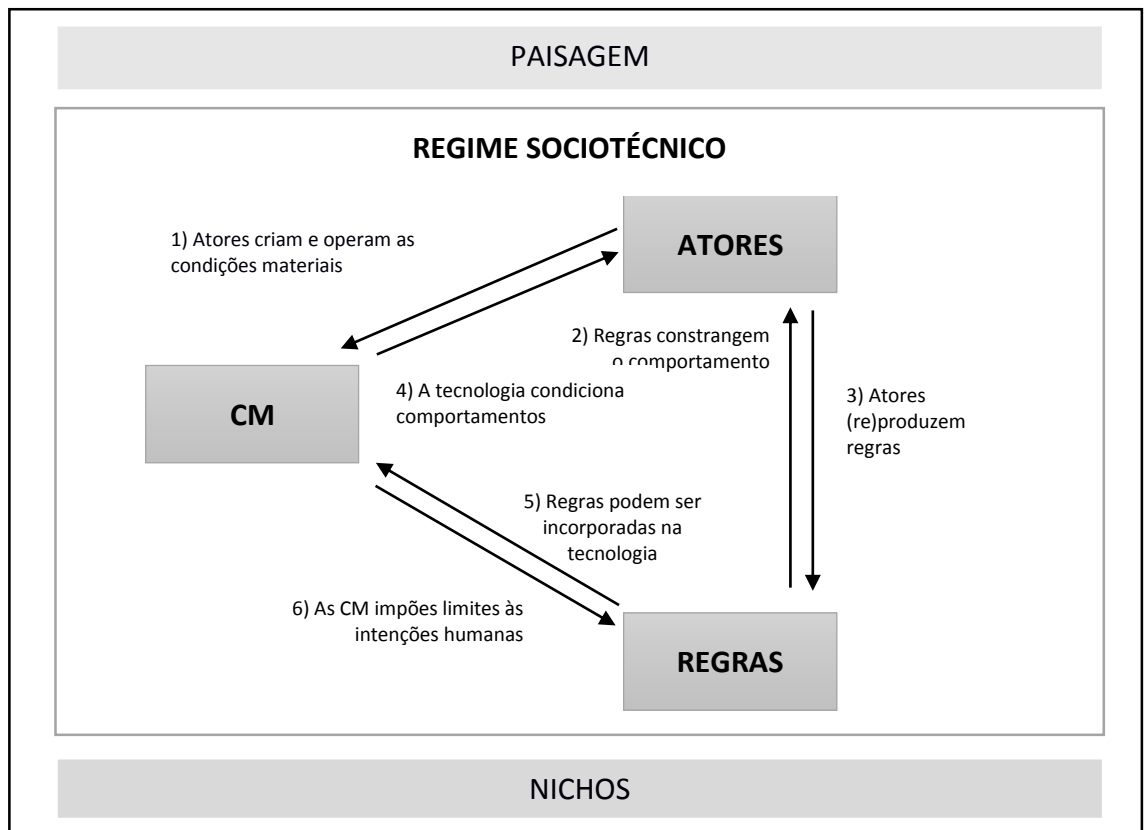 PAISAGEM
REGIME SOCIOTÉCNICO
1) Atores criam e operam as
condições materiais
ATORES
2) Regras constrangem
o comportamento
CM
4) A tecnologia condiciona
comportamentos
3) Atores
(re)produzem
regras
5) Regras podem ser
incorporadas na
tecnologia
6) As CM impões limites às
intenções humanas
REGRAS
NICHOS